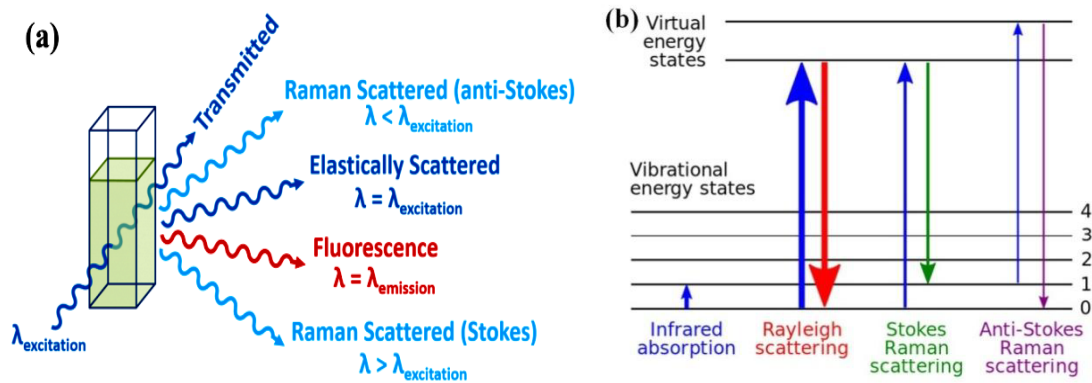 (a)
Transmitted
Raman Scattered (anti-Stokes)
λ < λexcitation
Elastically Scattered
λ = λexcitation
Fluorescence
λ = λemission
Raman Scattered (Stokes)
λ > λexcitation
λexcitation
(b)
Virtual
energy
states
Vibrational
energy states
4
3
2
1
0
Infrared
absorption
Rayleigh
scattering
Stokes
Raman
scattering
Anti-Stokes
Raman
scattering